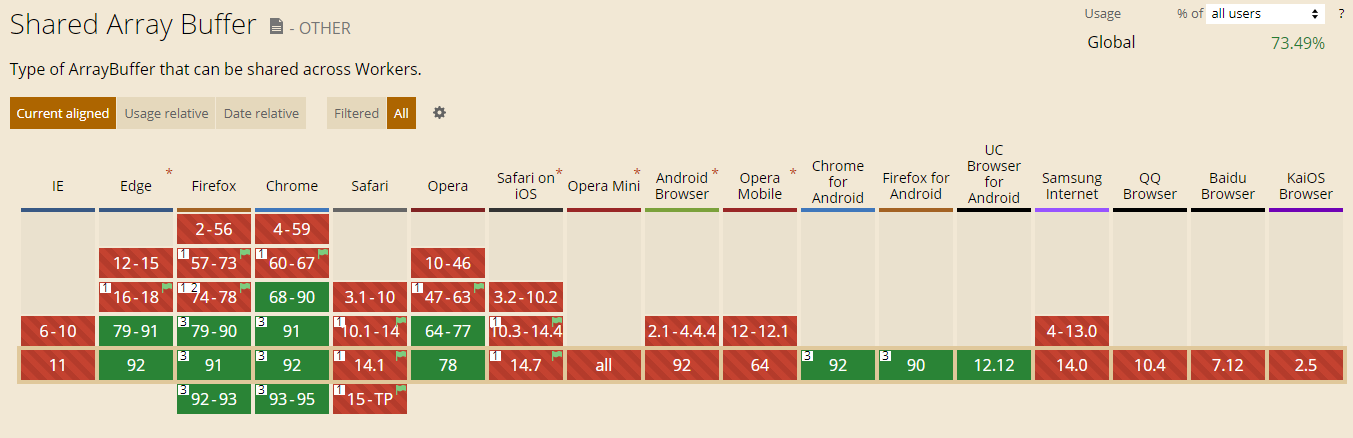 Shared Array Buffer - OTHER
Usage % of all users ?
Global 73.49%
Type of ArrayBuffer that can be shared across Workers.
Current aligned Usage relative Date relative Filtered All
IE Edge * Firefox Chrome Safari Opera Safari on iOS * Opera Mini Android Browser * Opera Mobile * Chrome for Android Firefox for Android UC Browser for Android Samsung Internet QQ Browser Baidu Browser KaiOS Browser
2-56 4-59
12-15 1 57-73 1 60-67 10-46
1 16-18 1 2 74-78 68-90 3.1-10 1 47-63 3.2-10.2
6-10 79-91 3 79-90 3 91 1 10.1-14 64-77 1 10.3-14.4 2.1-4.4.4 12-12.1 4-13.0
11 92 3 91 3 92 1 14.1 78 1 14.7 all 92 64 3 92 3 90 12.12 14.0 10.4 7.12 2.5
3 92-93 3 93-95 1 15-TP